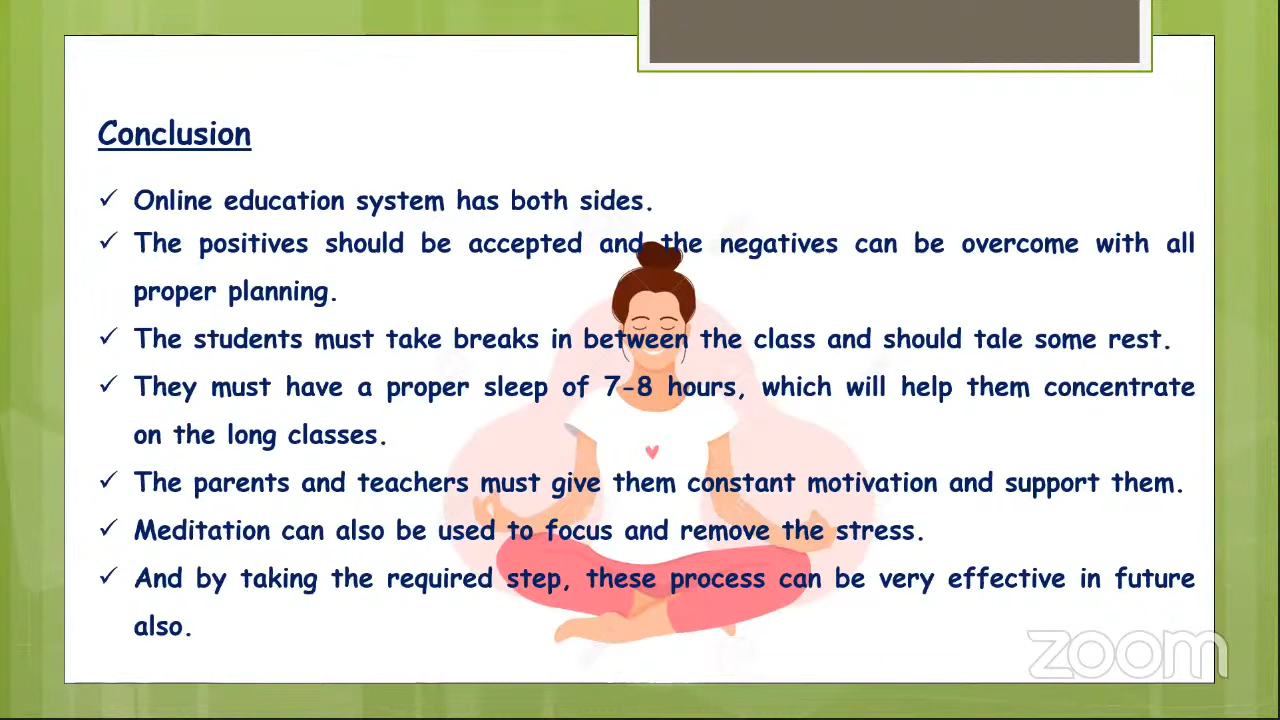 Conclusion
✓ Online education system has both sides.
✓ The positives should be accepted and the negatives can be overcome with all
proper planning.
✓ The students must take breaks in between the class and should tale some rest.
✓ They must have a proper sleep of 7-8 hours, which will help them concentrate
on the long classes.
✓ The parents and teachers must give them constant motivation and support them.
✓ Meditation can also be used to focus and remove the stress.
✓ And by taking the required step, these process can be very effective in future
also.
zoom